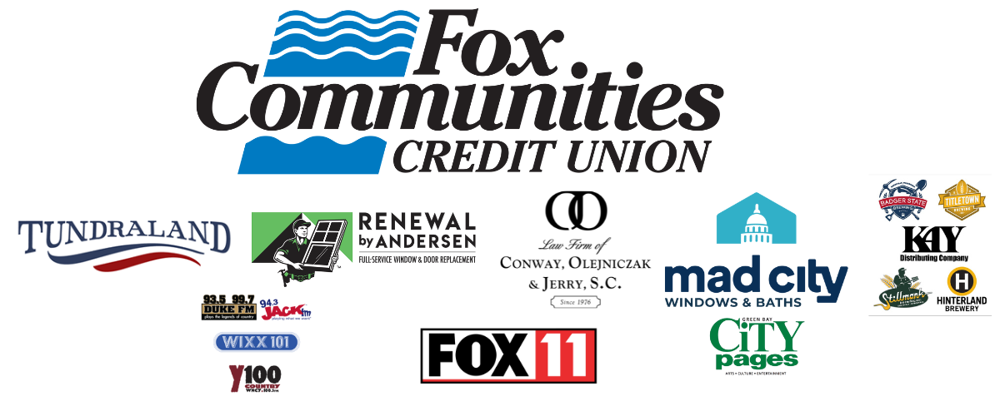 Fox
Communities
CREDIT UNION
TUNDRALAND
RENEWAL
by ANDERSEN
FULL-SERVICE WINDOW & DOOR REPLACEMENT
Law Firm of
CONWAY, OLEJNICZAK
& JERRY, S.C.
Since 1976
mad city
WINDOWS & BATHS
BADGER STATE
BREWING
TITLETOWN
BREWING
KAY
Distributing Company
Stillmank
HINTERLAND
BREWERY
93.5 99.7
DUKE FM
plays the legends of country
94.3
JACK fm
playing what we want
WIXX 101
Y100
COUNTRY
WNCY·100.3FM
FOX 11
GREEN BAY
CiTY
pages
ARTS • CULTURE • ENTERTAINMENT